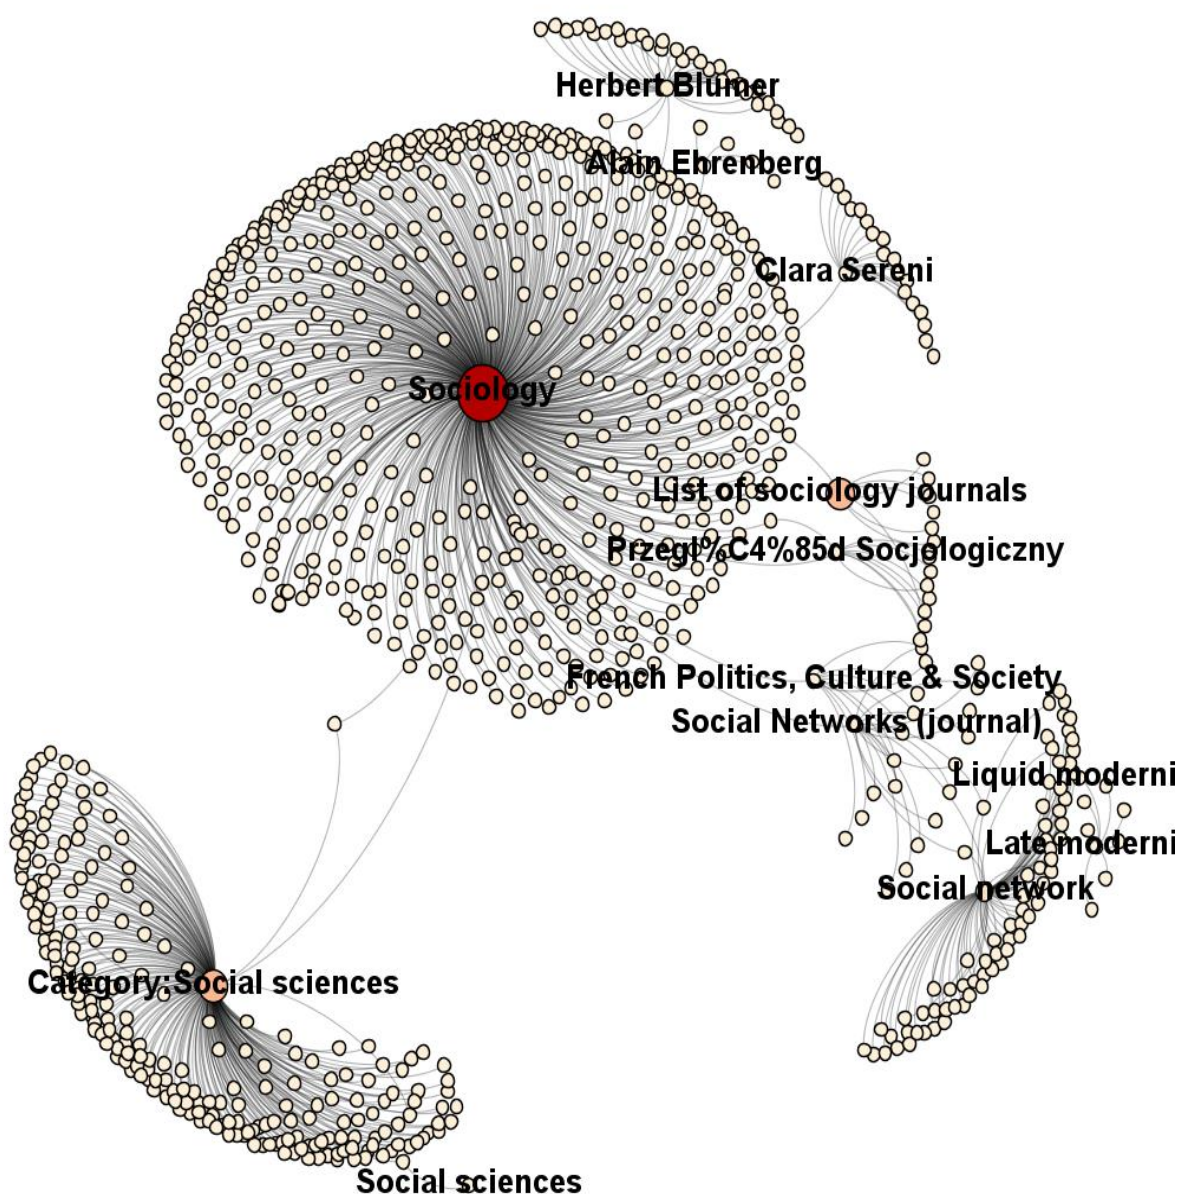 Herbert Blumer
Alain Ehrenberg
Clara Sereni
Sociology
List of sociology journals
Przegl%C4%85d Socjologiczny
French Politics, Culture & Society
Social Networks (journal)
Liquid moderni
Late moderni
Social network
Category:Social sciences
Social sciences